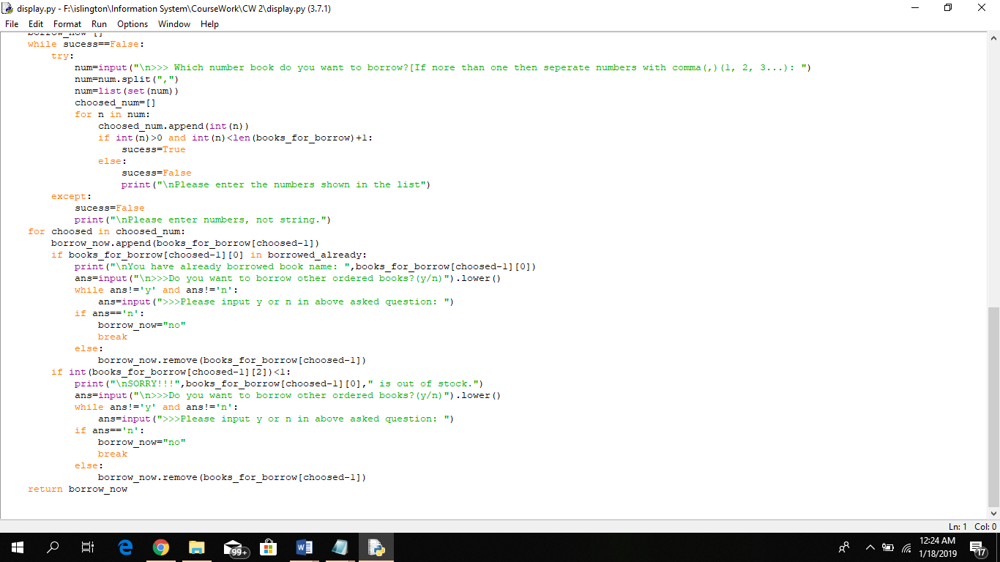 display.py - F:\islington\Information System\CourseWork\CW 2\display.py (3.7.1)
File Edit Format Run Options Window Help
while sucess==False:
try:
num=input("\n>>> Which number book do you want to borrow?[If nore than one then seperate numbers with comma(,)(1, 2, 3...): ")
num=num.split(",")
num=list(set(num))
choosed_num=[]
for n in num:
choosed_num.append(int(n))
if int(n)>0 and int(n)<len(books_for_borrow)+1:
sucess=True
else:
sucess=False
print("\nPlease enter the numbers shown in the list")
except:
sucess=False
print("\nPlease enter numbers, not string.")
for choosed in choosed_num:
borrow_now.append(books_for_borrow[choosed-1])
if books_for_borrow[choosed-1][0] in borrowed_already:
print("\nYou have already borrowed book name: ",books_for_borrow[choosed-1][0])
ans=input("\n>>>Do you want to borrow other ordered books?(y/n)").lower()
while ans!='y' and ans!='n':
ans=input(">>>Please input y or n in above asked question: ")
if ans=='n':
borrow_now="no"
break
else:
borrow_now.remove(books_for_borrow[choosed-1])
if int(books_for_borrow[choosed-1][2])<1:
print("\nSORRY!!!",books_for_borrow[choosed-1][0]," is out of stock.")
ans=input("\n>>>Do you want to borrow other ordered books?(y/n)").lower()
while ans!='y' and ans!='n':
ans=input(">>>Please input y or n in above asked question: ")
if ans=='n':
borrow_now="no"
break
else:
borrow_now.remove(books_for_borrow[choosed-1])
return borrow_now
Ln: 1 Col: 0
99+
12:24 AM
1/18/2019
17